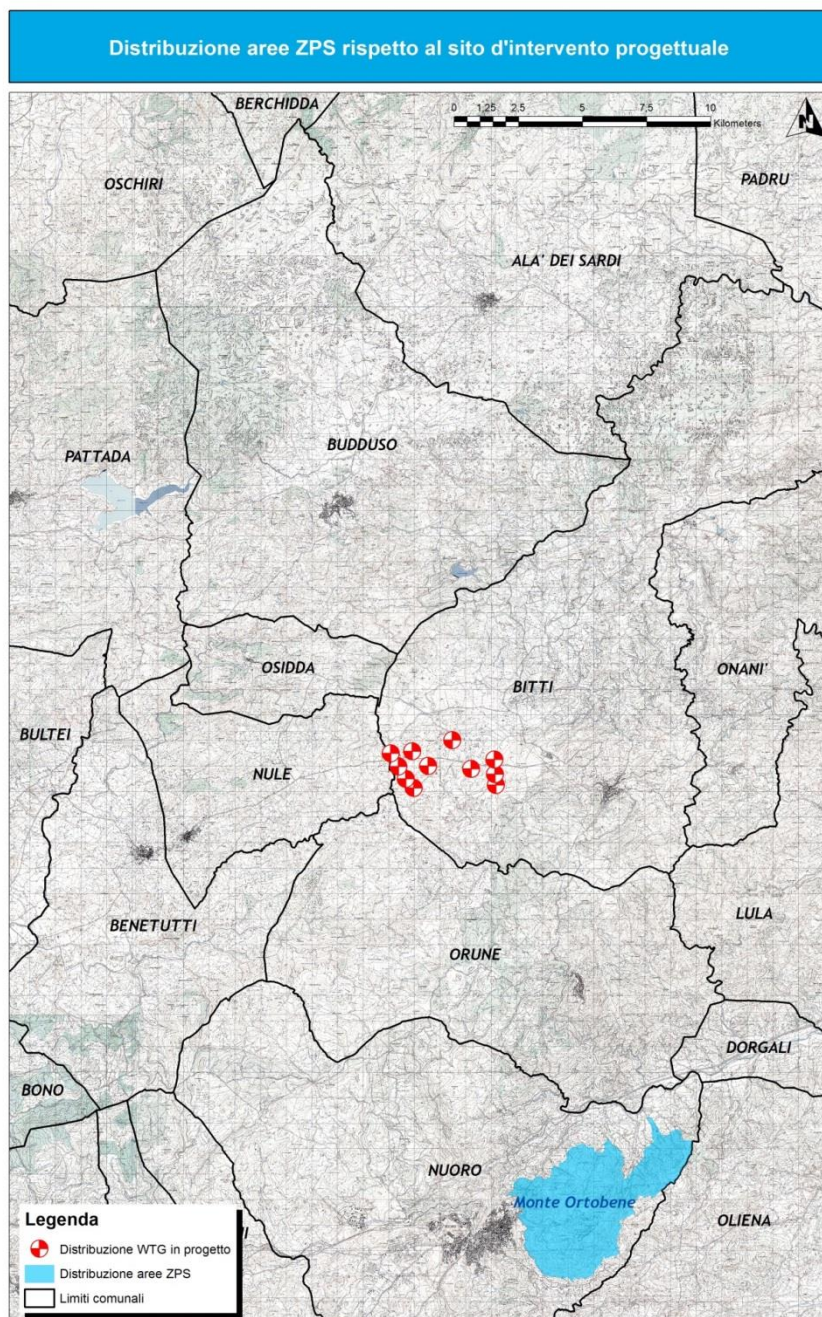 Distribuzione aree ZPS rispetto al sito d'intervento progettuale
BERCHIDDA
0 1,25 2,5 5 7,5 10
Kilometers
N
OSCHIRI
PADRU
ALA' DEI SARDI
BUDDUSO
PATTADA
OSIDDA
BITTI
ONANI'
BULTEI
NULE
BENETUTTI
LULA
ORUNE
DORGALI
BONO
NUORO
Monte Ortobene
OLIENA
Legenda
Distribuzione WTG in progetto
Distribuzione aree ZPS
Limiti comunali